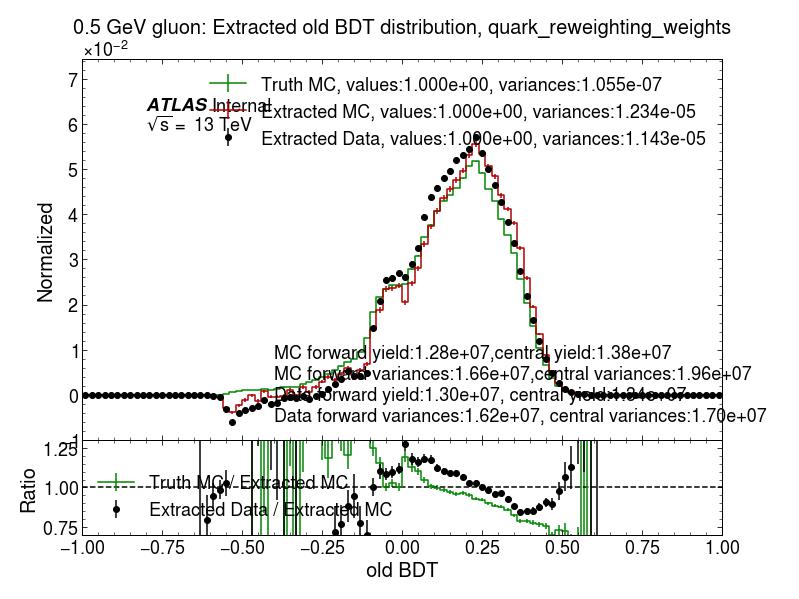 0.5 GeV gluon: Extracted old BDT distribution, quark_reweighting_weights
×10⁻²
Truth MC, values:1.000e+00, variances:1.055e-07
ATLAS Internal
Extracted MC, values:1.000e+00, variances:1.234e-05
√s = 13 TeV
Extracted Data, values:1.000e+00, variances:1.143e-05
7
6
5
4
3
2
1
0
Normalized
MC forward yield:1.28e+07,central yield:1.38e+07
MC forward variances:1.66e+07,central variances:1.96e+07
Data forward yield:1.30e+07, central yield:1.34e+07
Data forward variances:1.62e+07, central variances:1.70e+07
1.25
1.00
0.75
Ratio
Truth MC / Extracted MC
Extracted Data / Extracted MC
−1.00 −0.75 −0.50 −0.25 0.00 0.25 0.50 0.75 1.00
old BDT